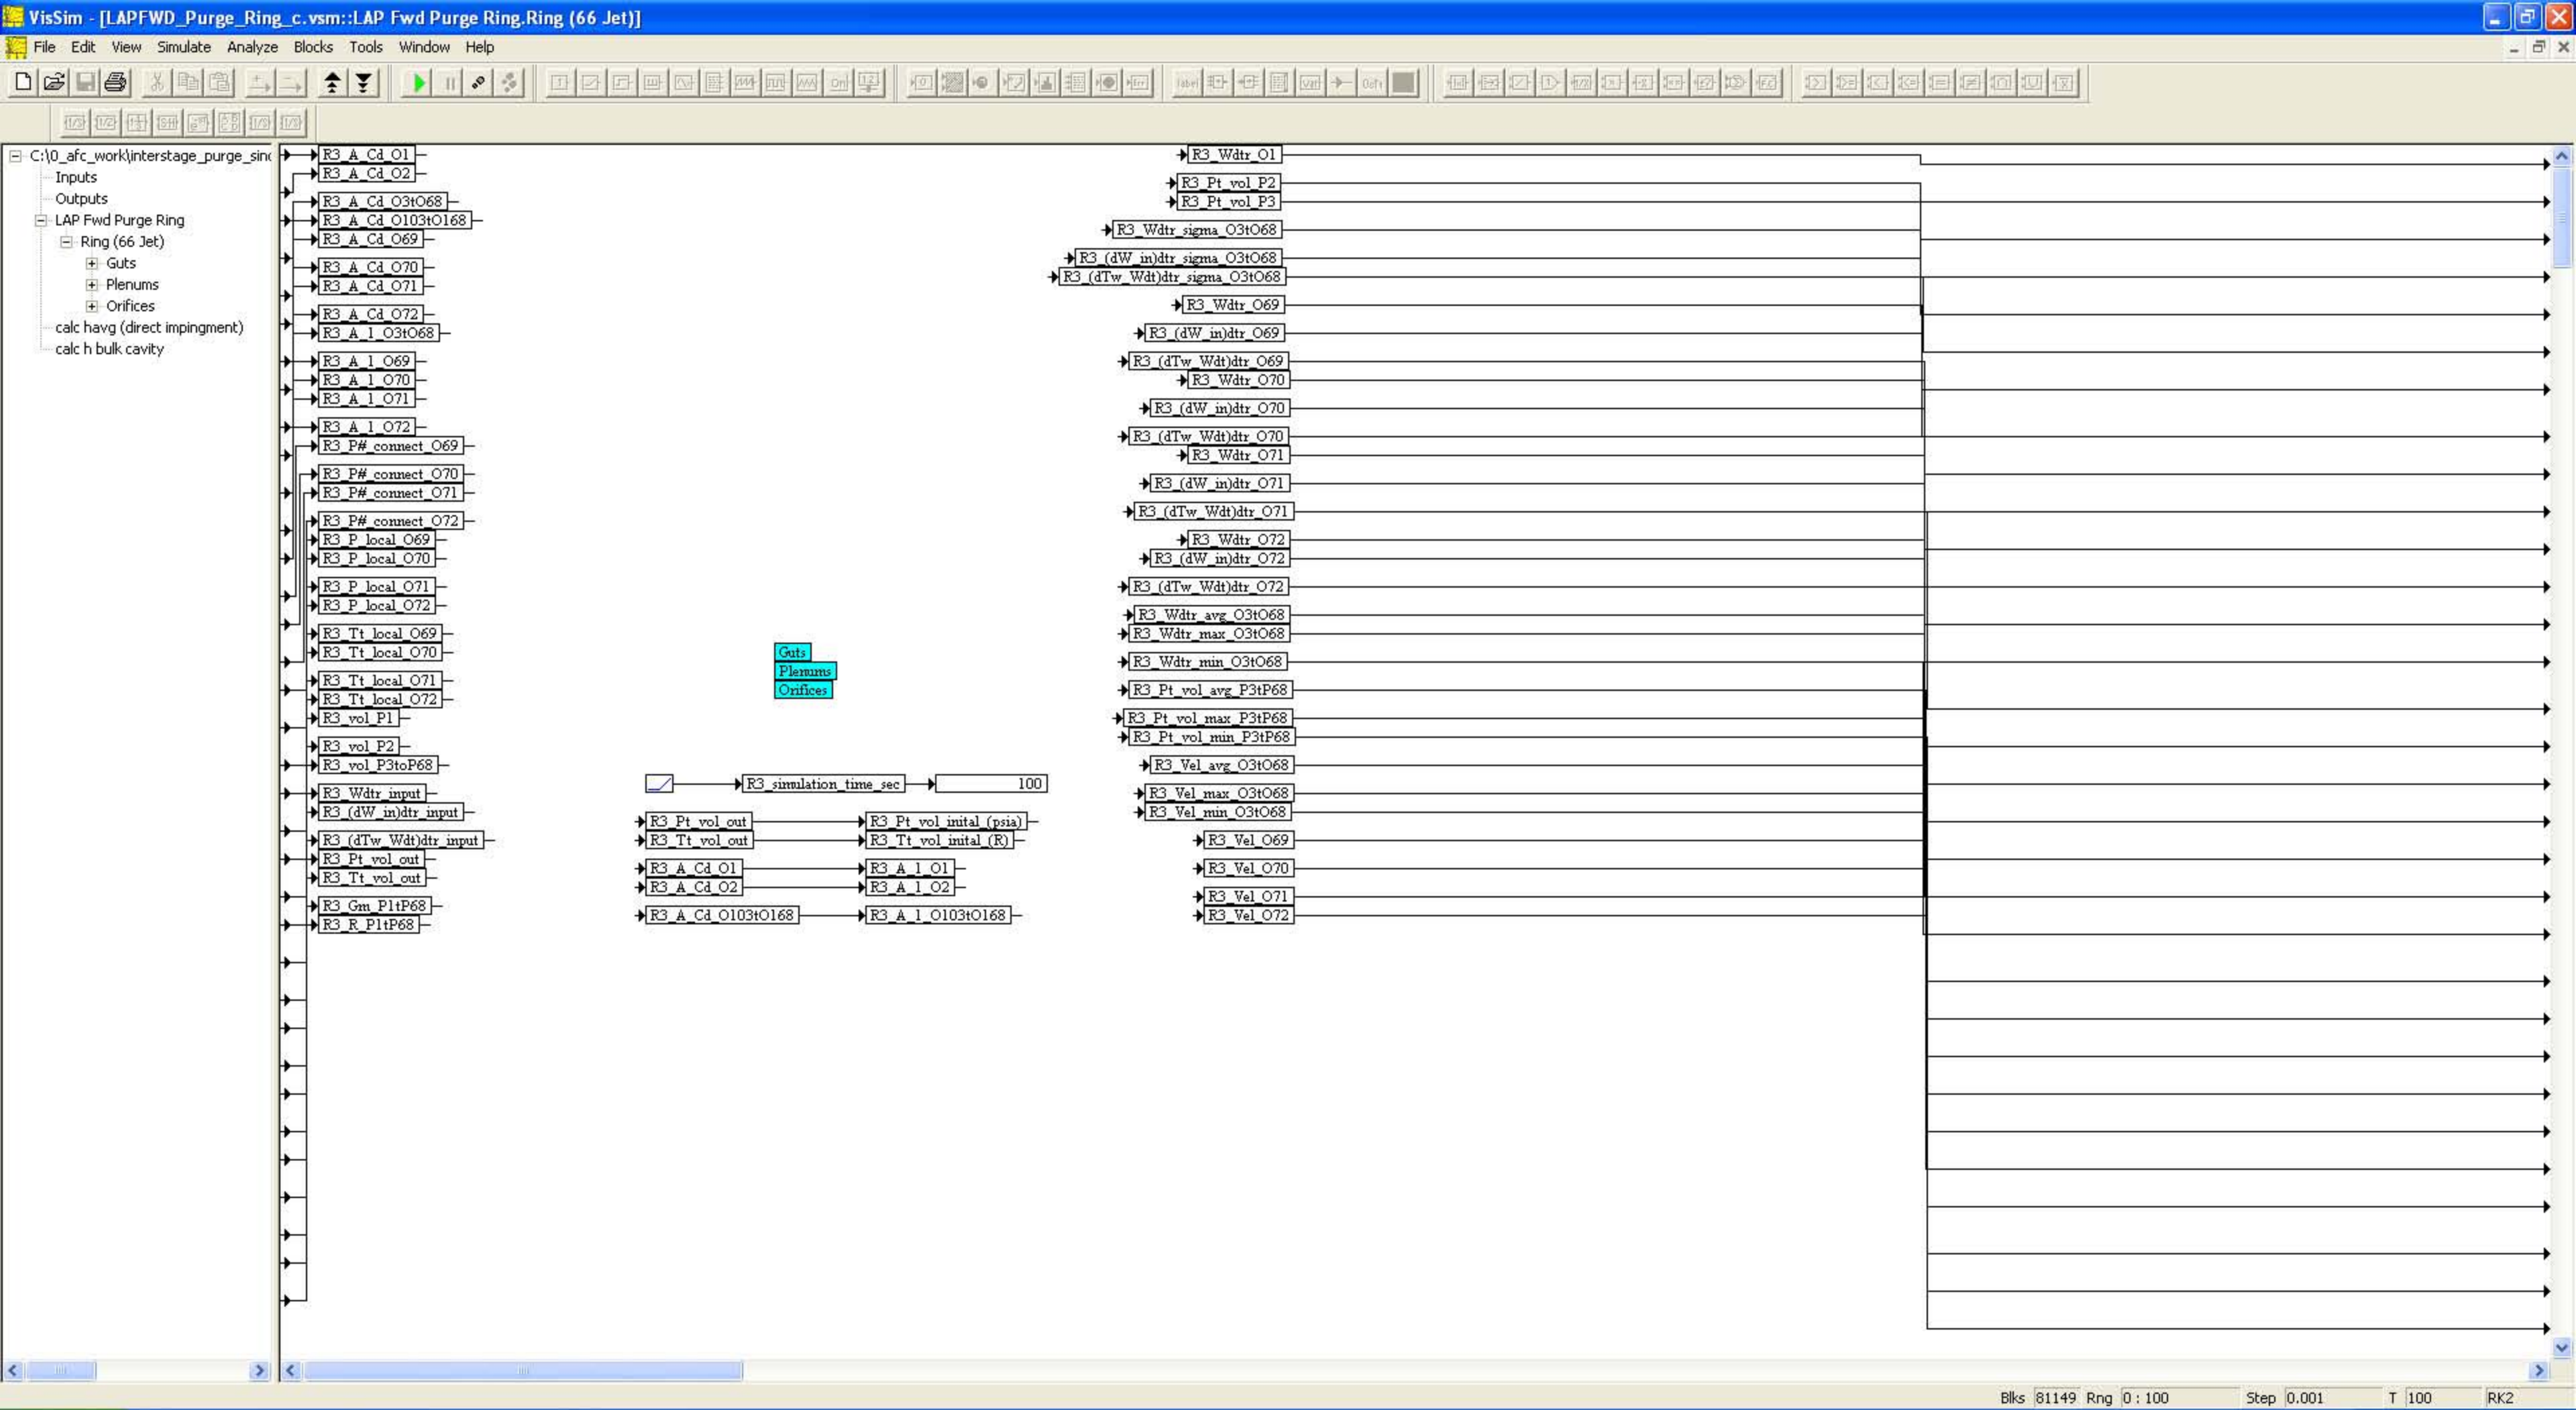 VisSim - [LAPFWD_Purge_Ring_c.vsm::LAP Fwd Purge Ring.Ring (66 Jet)]
File Edit View Simulate Analyze Blocks Tools Window Help
C:\0_afc_work\interstage_purge_sin
Inputs
Outputs
LAP Fwd Purge Ring
Ring (66 Jet)
Guts
Plenums
Orifices
calc havg (direct impingment)
calc h bulk cavity
R3_A_Cd_O1
R3_A_Cd_O2
R3_A_Cd_O3tO68
R3_A_Cd_O103tO168
R3_A_Cd_O69
R3_A_Cd_O70
R3_A_Cd_O71
R3_A_Cd_O72
R3_A_1_O3tO68
R3_A_1_O69
R3_A_1_O70
R3_A_1_O71
R3_A_1_O72
R3_P#_connect_O69
R3_P#_connect_O70
R3_P#_connect_O71
R3_P#_connect_O72
R3_P_local_O69
R3_P_local_O70
R3_P_local_O71
R3_P_local_O72
R3_Tt_local_O69
R3_Tt_local_O70
R3_Tt_local_O71
R3_Tt_local_O72
R3_vol_P1
R3_vol_P2
R3_vol_P3toP68
R3_Wdtr_input
R3_(dW_in)dtr_input
R3_(dTw_Wdt)dtr_input
R3_Pt_vol_out
R3_Tt_vol_out
R3_Gm_P1tP68
R3_R_P1tP68
Guts
Plenums
Orifices
R3_simulation_time_sec 100
R3_Pt_vol_out R3_Pt_vol_inital_(psia)
R3_Tt_vol_out R3_Tt_vol_inital_(R)
R3_A_Cd_O1 R3_A_1_O1
R3_A_Cd_O2 R3_A_1_O2
R3_A_Cd_O103tO168 R3_A_1_O103tO168
R3_Wdtr_O1
R3_Pt_vol_P2
R3_Pt_vol_P3
R3_Wdtr_sigma_O3tO68
R3_(dW_in)dtr_sigma_O3tO68
R3_(dTw_Wdt)dtr_sigma_O3tO68
R3_Wdtr_O69
R3_(dW_in)dtr_O69
R3_(dTw_Wdt)dtr_O69
R3_Wdtr_O70
R3_(dW_in)dtr_O70
R3_(dTw_Wdt)dtr_O70
R3_Wdtr_O71
R3_(dW_in)dtr_O71
R3_(dTw_Wdt)dtr_O71
R3_Wdtr_O72
R3_(dW_in)dtr_O72
R3_(dTw_Wdt)dtr_O72
R3_Wdtr_avg_O3tO68
R3_Wdtr_max_O3tO68
R3_Wdtr_min_O3tO68
R3_Pt_vol_avg_P3tP68
R3_Pt_vol_max_P3tP68
R3_Pt_vol_min_P3tP68
R3_Vel_avg_O3tO68
R3_Vel_max_O3tO68
R3_Vel_min_O3tO68
R3_Vel_O69
R3_Vel_O70
R3_Vel_O71
R3_Vel_O72
Blks 81149 Rng 0 : 100 Step 0.001 T 100 RK2